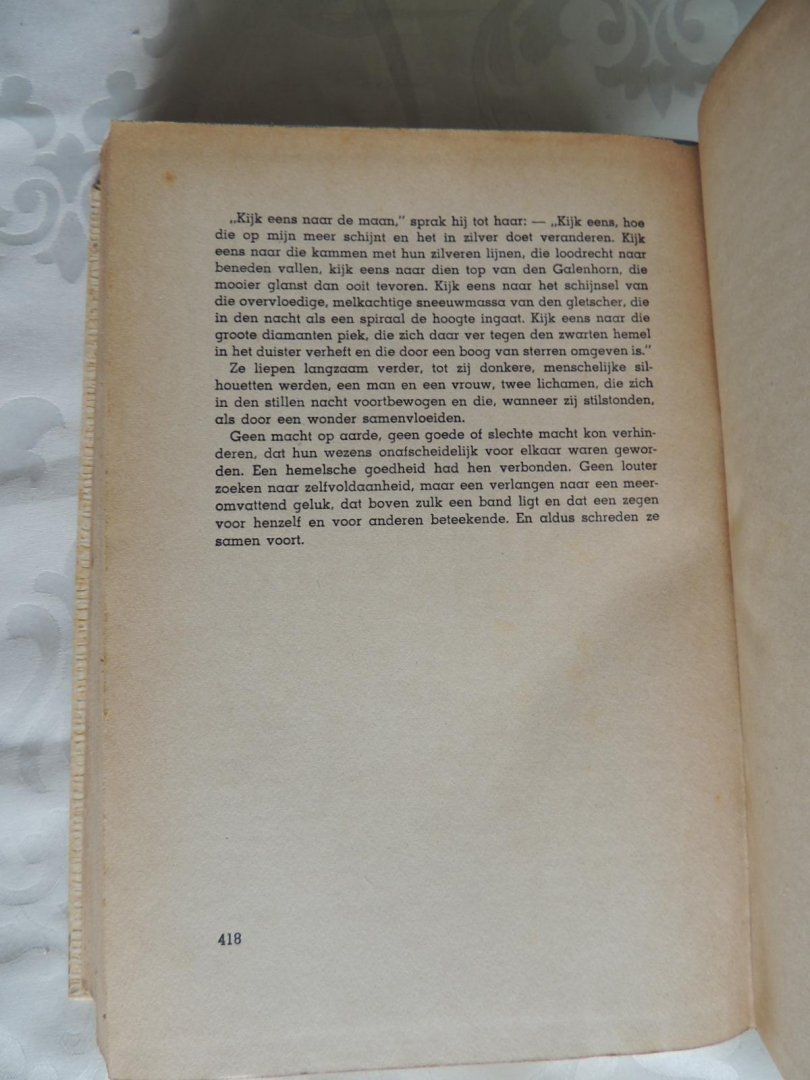 „Kijk eens naar de maan,” sprak hij tot haar: — „Kijk eens, hoe
die op mijn meer schijnt en het in zilver doet veranderen. Kijk
eens naar die kammen met hun zilveren lijnen, die loodrecht naar
beneden vallen, kijk eens naar dien top van den Galenhorn, die
mooier glanst dan ooit tevoren. Kijk eens naar het schijnsel van
die overvloedige, melkachtige sneeuwmassa van den gletscher, die
in den nacht als een spiraal de hoogte ingaat. Kijk eens naar die
groote diamanten piek, die zich daar ver tegen den zwarten hemel
in het duister verheft en die door een boog van sterren omgeven is.”
Ze liepen langzaam verder, tot zij donkere, menschelijke sil-
houetten werden, een man en een vrouw, twee lichamen, die zich
in den stillen nacht voortbewogen en die, wanneer zij stilstonden,
als door een wonder samenvloeiden.
Geen macht op aarde, geen goede of slechte macht kon verhin-
deren, dat hun wezens onafscheidelijk voor elkaar waren gewor-
den. Een hemelsche goedheid had hen verbonden. Geen louter
zoeken naar zelfvoldaanheid, maar een verlangen naar een meer-
omvattend geluk, dat boven zulk een band ligt en dat een zegen
voor henzelf en voor anderen beteekende. En aldus schreden ze
samen voort.
418